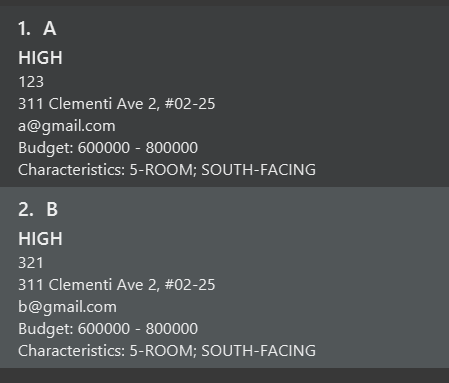 1. A
HIGH
123
311 Clementi Ave 2, #02-25
a@gmail.com
Budget: 600000 - 800000
Characteristics: 5-ROOM; SOUTH-FACING
2. B
HIGH
321
311 Clementi Ave 2, #02-25
b@gmail.com
Budget: 600000 - 800000
Characteristics: 5-ROOM; SOUTH-FACING